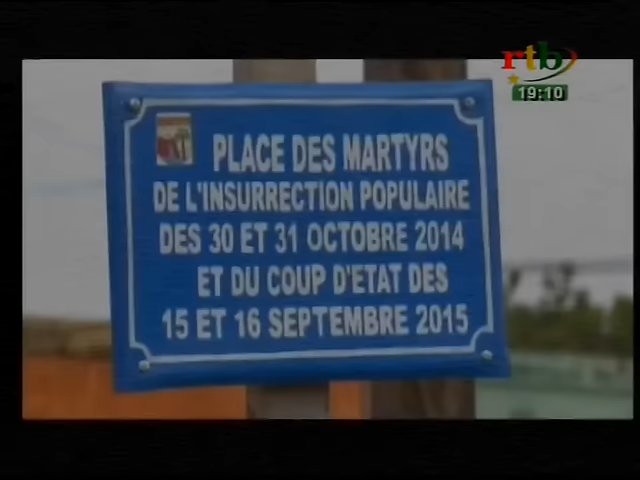 rtb
19:10
PLACE DES MARTYRS
DE L'INSURRECTION POPULAIRE
DES 30 ET 31 OCTOBRE 2014
ET DU COUP D'ETAT DES
15 ET 16 SEPTEMBRE 2015